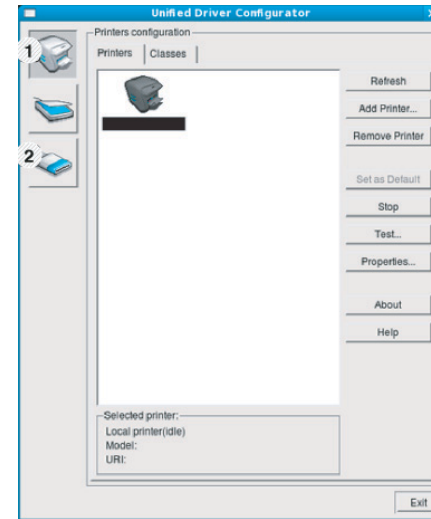 Unified Driver Configurator
1
Printers configuration
Printers
Classes
Refresh
Add Printer...
Remove Printer
2
Set as Default
Stop
Test...
Properties...
About
Help
Selected printer:
Local printer(idle)
Model:
URI:
Exit